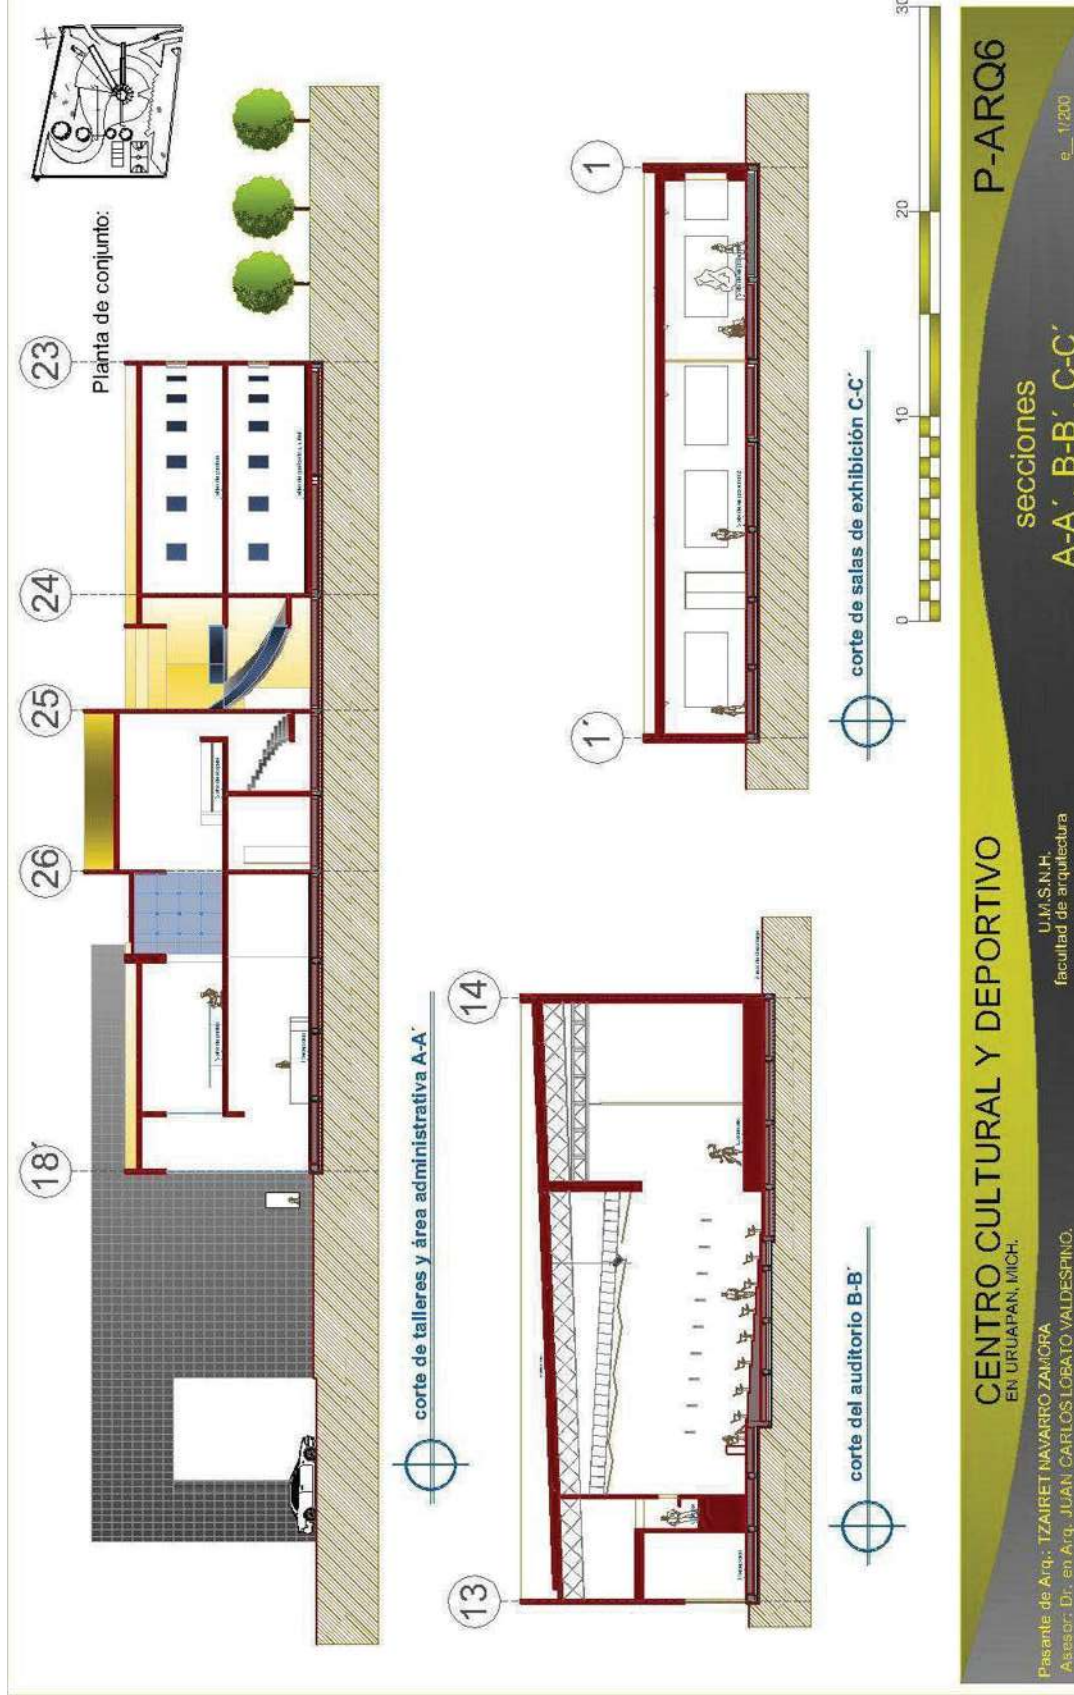 18´
26
25
24
23
Planta de conjunto:
corte de talleres y área administrativa A-A´
13
14
1´
1
corte del auditorio B-B´
corte de salas de exhibición C-C´
0
10
20
30
CENTRO CULTURAL Y DEPORTIVO
EN URUAPAN, MICH.
P-ARQ6
Pasante de Arq.: TZAIRET NAVARRO ZAMORA
Asesor: Dr. en Arq. JUAN CARLOS LOBATO VALDESPINO.
U.M.S.N.H.
facultad de arquitectura
secciones
A-A´, B-B´, C-C´
e__1/200